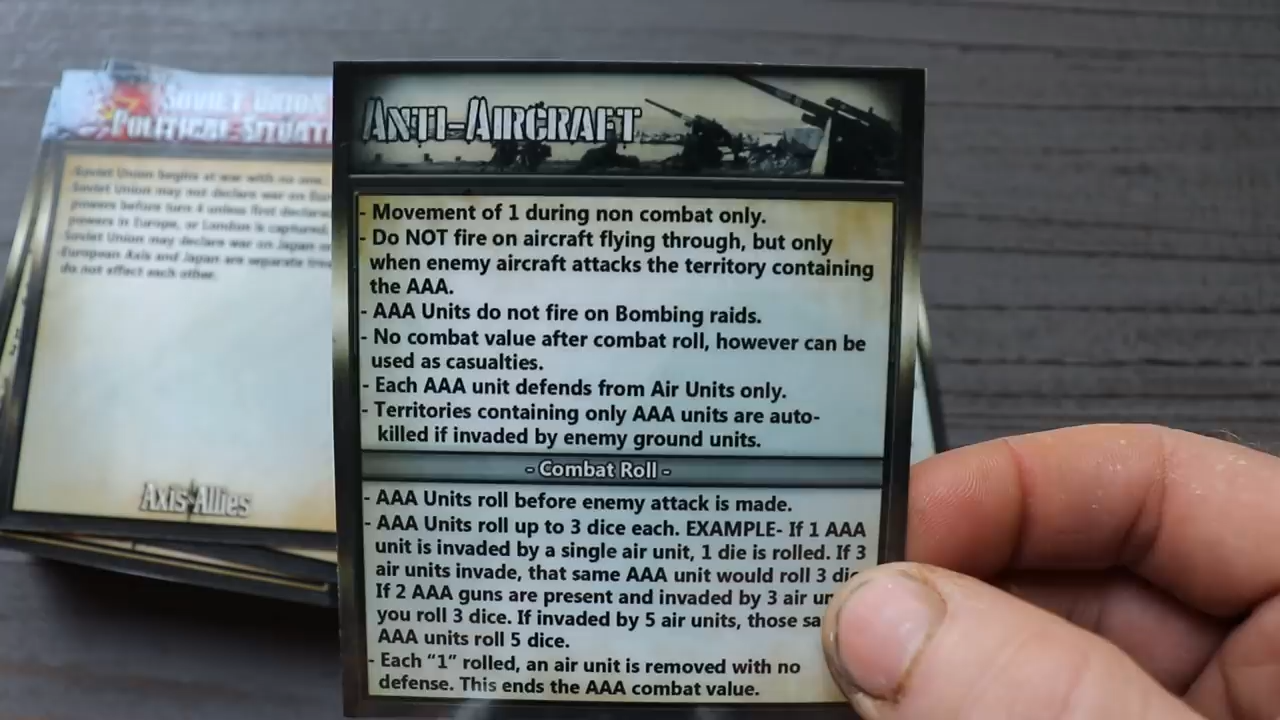 SOVIET UNION
POLITICAL SITUAT
Soviet Union begins at war with no one.
Soviet Union may not declare war on Eur
powers before turn 4 unless first declare
powers in Europe, or London is captured.
Soviet Union may declare war on Japan
European Axis and Japan are separate
do not effect each other.
Axis Allies
ANTI-AIRCRAFT
- Movement of 1 during non combat only.
- Do NOT fire on aircraft flying through, but only
when enemy aircraft attacks the territory containing
the AAA.
- AAA Units do not fire on Bombing raids.
- No combat value after combat roll, however can be
used as casualties.
- Each AAA unit defends from Air Units only.
- Territories containing only AAA units are auto-
killed if invaded by enemy ground units.
- Combat Roll -
- AAA Units roll before enemy attack is made.
- AAA Units roll up to 3 dice each. EXAMPLE- If 1 AAA
unit is invaded by a single air unit, 1 die is rolled. If 3
air units invade, that same AAA unit would roll 3 dic
If 2 AAA guns are present and invaded by 3 air un
you roll 3 dice. If invaded by 5 air units, those sa
AAA units roll 5 dice.
- Each "1" rolled, an air unit is removed with no
defense. This ends the AAA combat value.